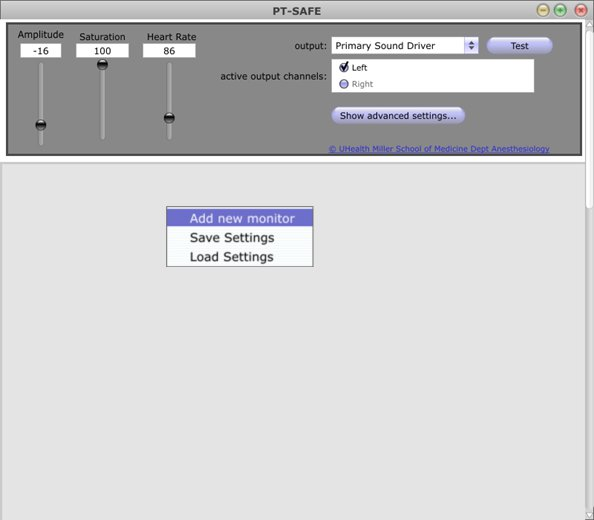 PT-SAFE
Amplitude Saturation Heart Rate
-16 100 86
output: Primary Sound Driver Test
active output channels: Left
Right
Show advanced settings...
© UHealth Miller School of Medicine Dept Anesthesiology
Add new monitor
Save Settings
Load Settings